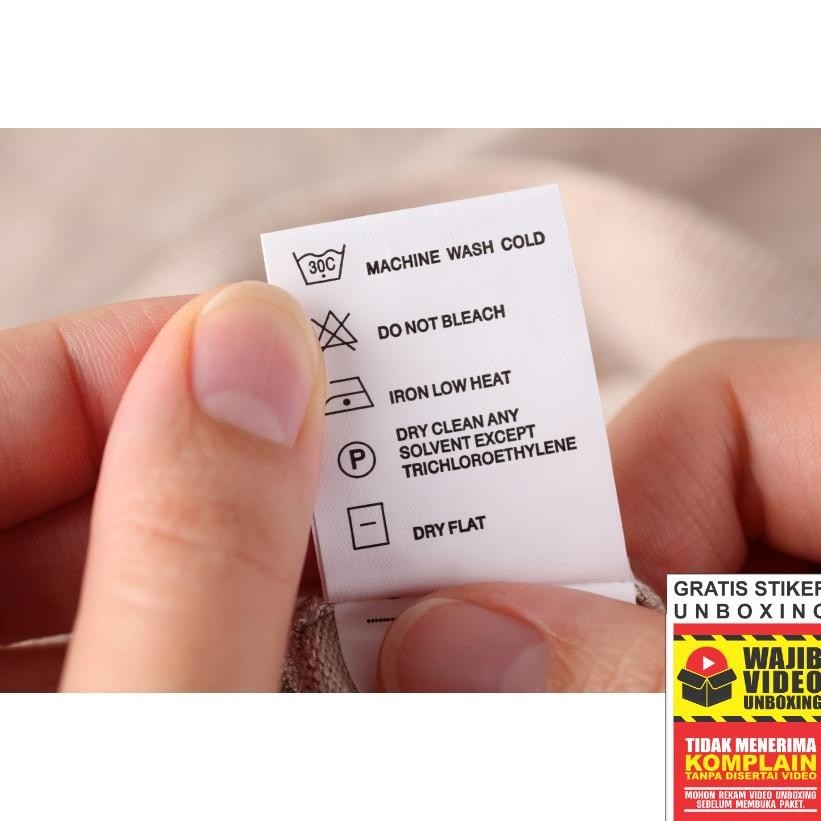 30C
MACHINE WASH COLD
DO NOT BLEACH
IRON LOW HEAT
DRY CLEAN ANY
SOLVENT EXCEPT
TRICHLOROETHYLENE
P
DRY FLAT
GRATIS STIKER
UNBOXING
WAJIB
VIDEO
UNBOXING
TIDAK MENERIMA
KOMPLAIN
TANPA DISERTAI VIDEO
MOHON REKAM VIDEO UNBOXING
SEBELUM MEMBUKA PAKET.